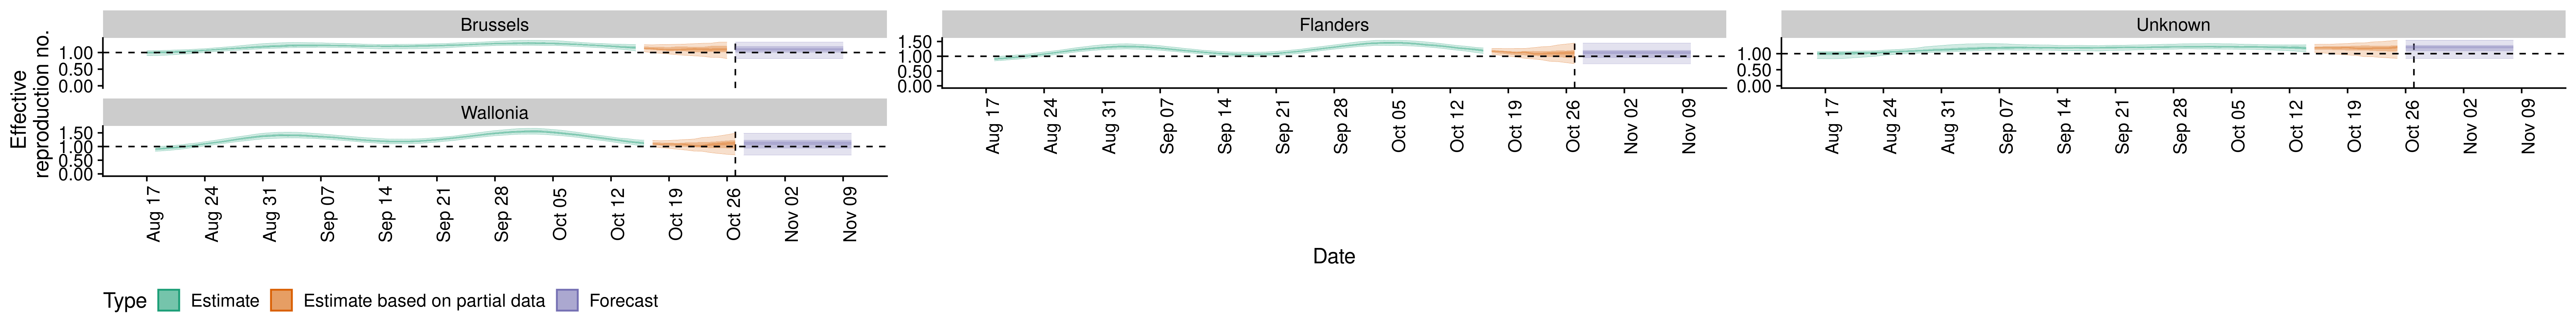 Effective
reproduction no.
Brussels
1.00
0.50
0.00
Flanders
1.50
1.00
0.50
0.00
Aug 17
Aug 24
Aug 31
Sep 07
Sep 14
Sep 21
Sep 28
Oct 05
Oct 12
Oct 19
Oct 26
Nov 02
Nov 09
Unknown
1.00
0.50
0.00
Aug 17
Aug 24
Aug 31
Sep 07
Sep 14
Sep 21
Sep 28
Oct 05
Oct 12
Oct 19
Oct 26
Nov 02
Nov 09
Wallonia
1.50
1.00
0.50
0.00
Aug 17
Aug 24
Aug 31
Sep 07
Sep 14
Sep 21
Sep 28
Oct 05
Oct 12
Oct 19
Oct 26
Nov 02
Nov 09
Date
Type Estimate Estimate based on partial data Forecast